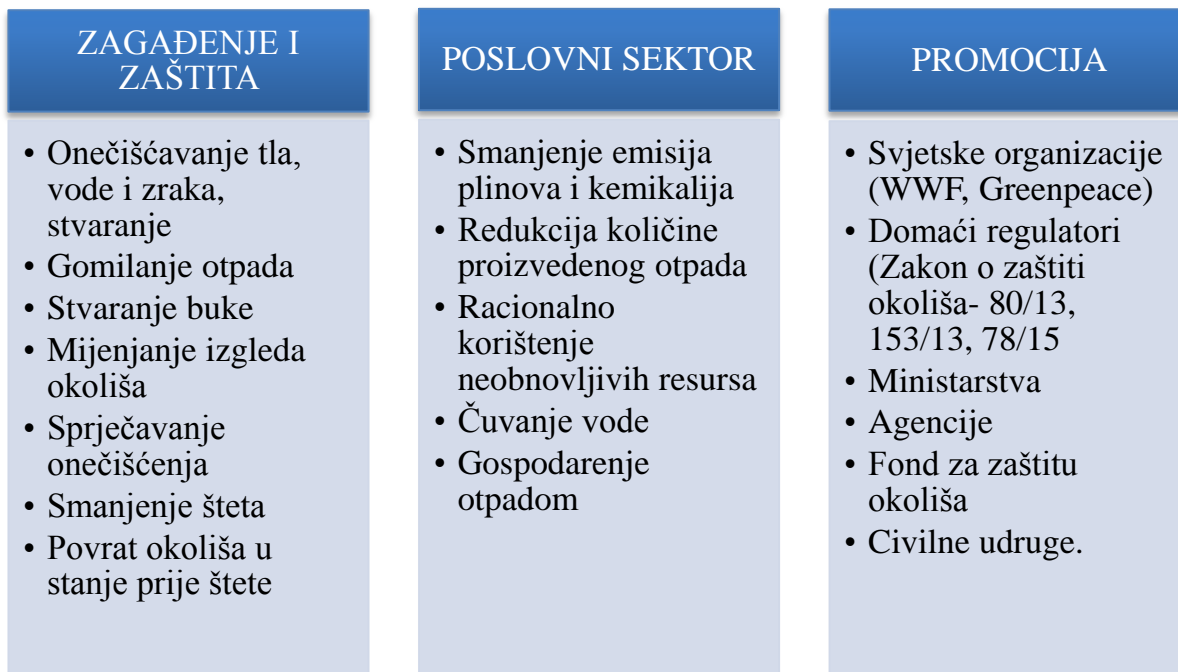 ZAGAĐENJE I
ZAŠTITA
• Onečišćavanje tla,
vode i zraka,
stvaranje
• Gomilanje otpada
• Stvaranje buke
• Mijenjanje izgleda
okoliša
• Sprječavanje
onečišćenja
• Smanjenje šteta
• Povrat okoliša u
stanje prije štete
POSLOVNI SEKTOR
• Smanjenje emisija
plinova i kemikalija
• Redukcija količine
proizvedenog otpada
• Racionalno
korištenje
neobnovljivih resursa
• Čuvanje vode
• Gospodarenje
otpadom
PROMOCIJA
• Svjetske organizacije
(WWF, Greenpeace)
• Domaći regulatori
(Zakon o zaštiti
okoliša- 80/13,
153/13, 78/15
• Ministarstva
• Agencije
• Fond za zaštitu
okoliša
• Civilne udruge.